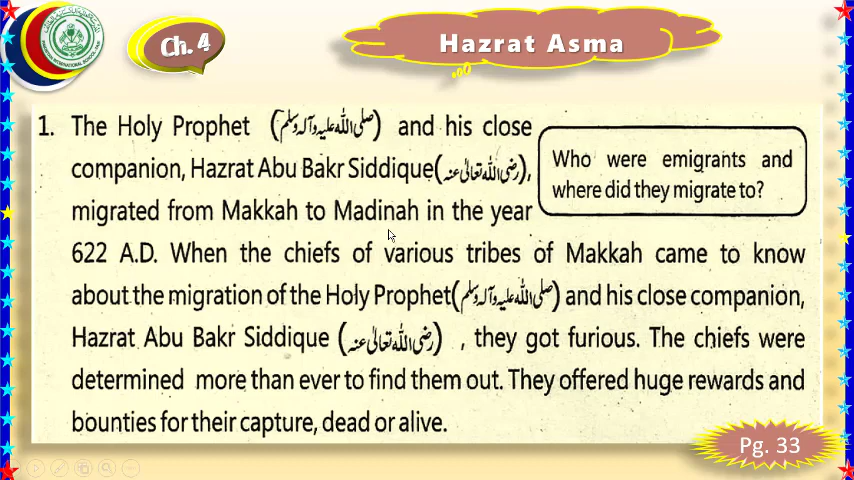 Ch. 4
Hazrat Asma
1. The Holy Prophet (صلی اللہ علیہ وآلہ وسلم) and his close
companion, Hazrat Abu Bakr Siddique(رضی اللہ تعالیٰ عنہ),
migrated from Makkah to Madinah in the year
Who were emigrants and
where did they migrate to?
622 A.D. When the chiefs of various tribes of Makkah came to know
about the migration of the Holy Prophet(صلی اللہ علیہ وآلہ وسلم) and his close companion,
Hazrat Abu Bakr Siddique (رضی اللہ تعالیٰ عنہ) , they got furious. The chiefs were
determined more than ever to find them out. They offered huge rewards and
bounties for their capture, dead or alive.
Pg. 33